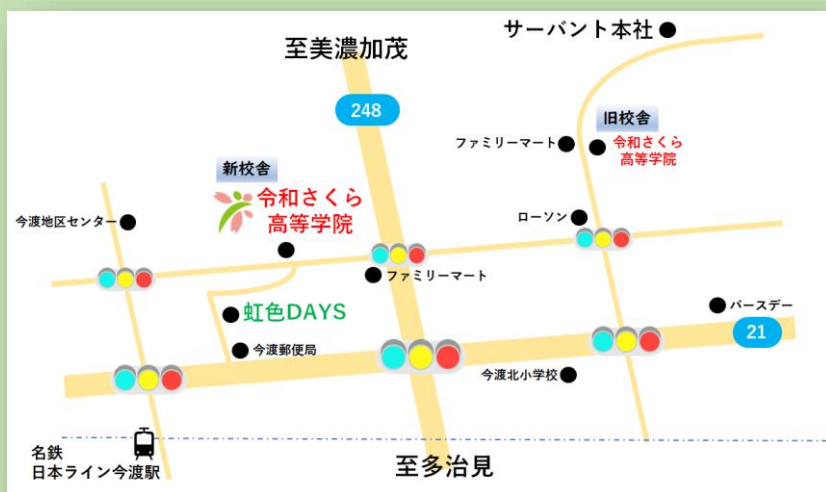 サーバント本社
至美濃加茂
248
旧校舎
ファミリーマート
令和さくら
高等学院
新校舎
令和さくら
高等学院
今渡地区センター
ローソン
ファミリーマート
虹色DAYS
バースデー
21
今渡郵便局
今渡北小学校
名鉄
日本ライン今渡駅
至多治見